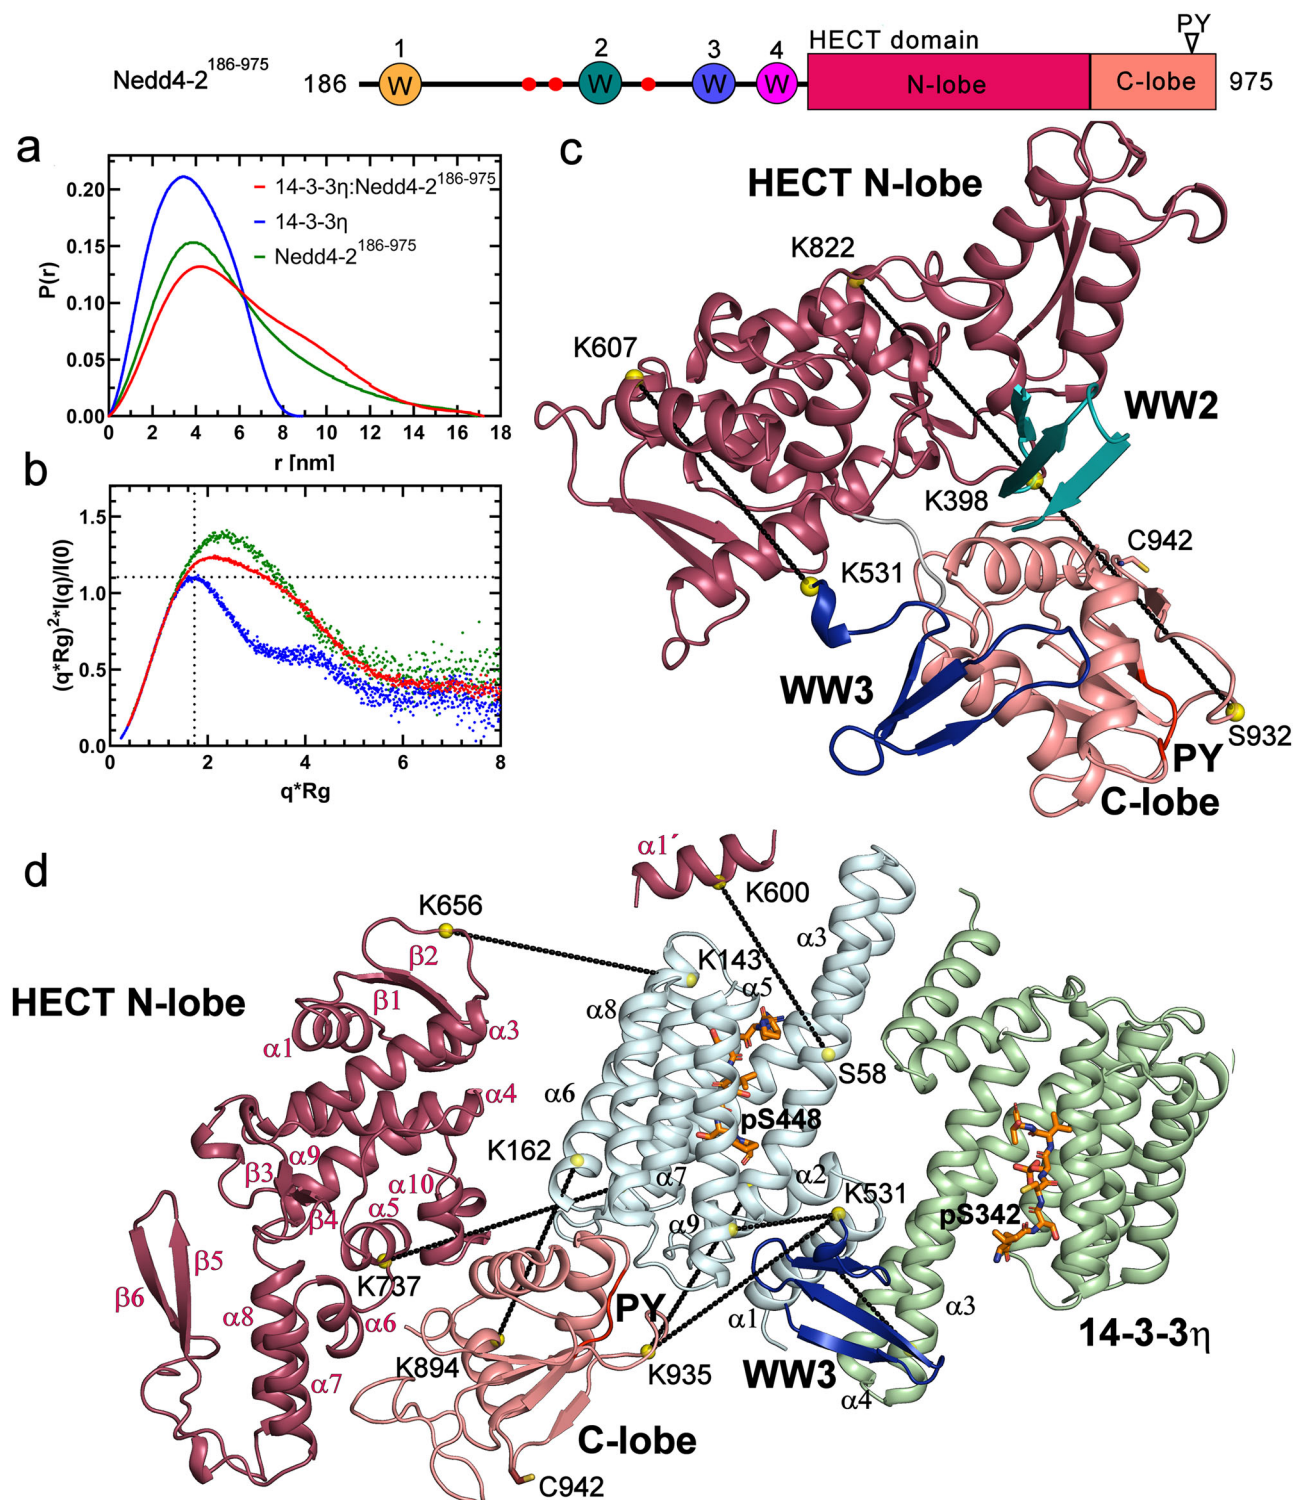 PY
HECT domain
1
2
3
4
Nedd4-2^186-975
186
W
W
W
W
N-lobe
C-lobe
975
a
P(r)
0.20
0.15
0.10
0.05
0.00
14-3-3η:Nedd4-2^186-975
14-3-3η
Nedd4-2^186-975
0 2 4 6 8 10 12 14 16 18
r [nm]
b
(q*Rg)²*I(q)/I(0)
1.5
1.0
0.5
0.0
0 2 4 6 8
q*Rg
c
HECT N-lobe
K822
K607
WW2
K398
C942
K531
WW3
S932
PY
C-lobe
d
α1´
K600
K656
α3
β2
K143
HECT N-lobe
β1
α5
α8
α1
α3
S58
α6
α4
pS448
K162
α9
β3
α10
α7
α2
K531
α5
β4
α9
pS342
β5
K737
β6
α8
α6
PY
α1
α3
14-3-3η
K894
K935
WW3
α7
α4
C-lobe
C942